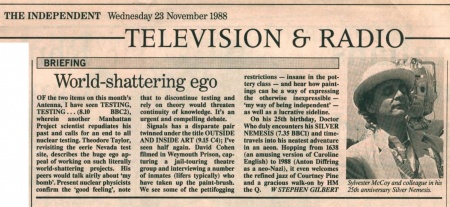 THE INDEPENDENT Wednesday 23 November 1988
TELEVISION & RADIO
BRIEFING
World-shattering ego
OF the two items on this month's
Antenna, I have seen TESTING,
TESTING . . . (8.10 BBC2),
wherein another Manhattan
Project scientist repudiates his
past and calls for an end to all
nuclear testing. Theodore Taylor,
revisiting the eerie Nevada test
site, describes the huge ego ap-
peal of working on such literally
world-shattering projects. His
peers would talk airily about 'my
bomb'. Present nuclear physicists
confirm the 'good feeling', note
that to discontinue testing and
rely on theory would threaten
continuity of knowledge. It's an
urgent and compelling debate.
Signals has a disparate pair
twinned under the title OUTSIDE
AND INSIDE ART (9.15 C4); I've
seen half again. David Cohen
filmed in Weymouth Prison, cap-
turing a jail-touring theatre
group and interviewing a number
of inmates (lifers typically) who
have taken up the paint-brush.
We see some of the pettifogging
restrictions — insane in the pot-
tery class — and hear how paint-
ings can be a way of expressing
the otherwise inexpressible —
'my way of being independent' —
as well as a lucrative sideline.
On his 25th birthday, Doctor
Who duly encounters his SILVER
NEMESIS (7.35 BBC1) and time-
travels into his neatest adventure
in an aeon. Hopping from 1638
(an amusing cameo of Caroline
English) to 1988 (Anton Diffring
as a neo-Nazi), it even welcomes
the refined jazz of Courtney Pine
and a gracious walk-on by HM
the Q. W STEPHEN GILBERT
Sylvester McCoy and colleague in his
25th anniversary Silver Nemesis.